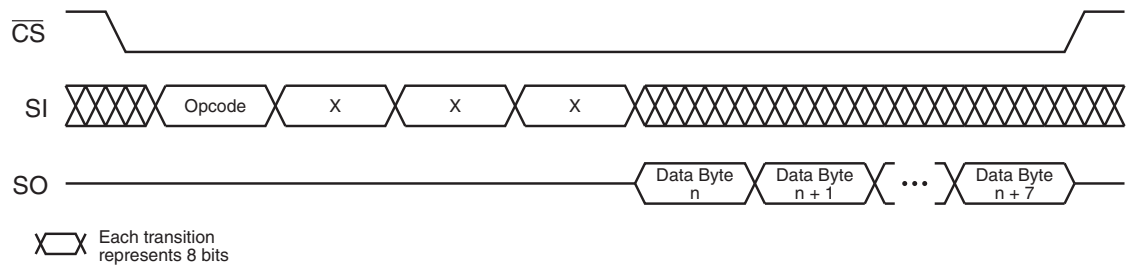 CS
SI
Opcode
X
X
X
SO
Data Byte
n
Data Byte
n + 1
•••
Data Byte
n + 7
Each transition
represents 8 bits